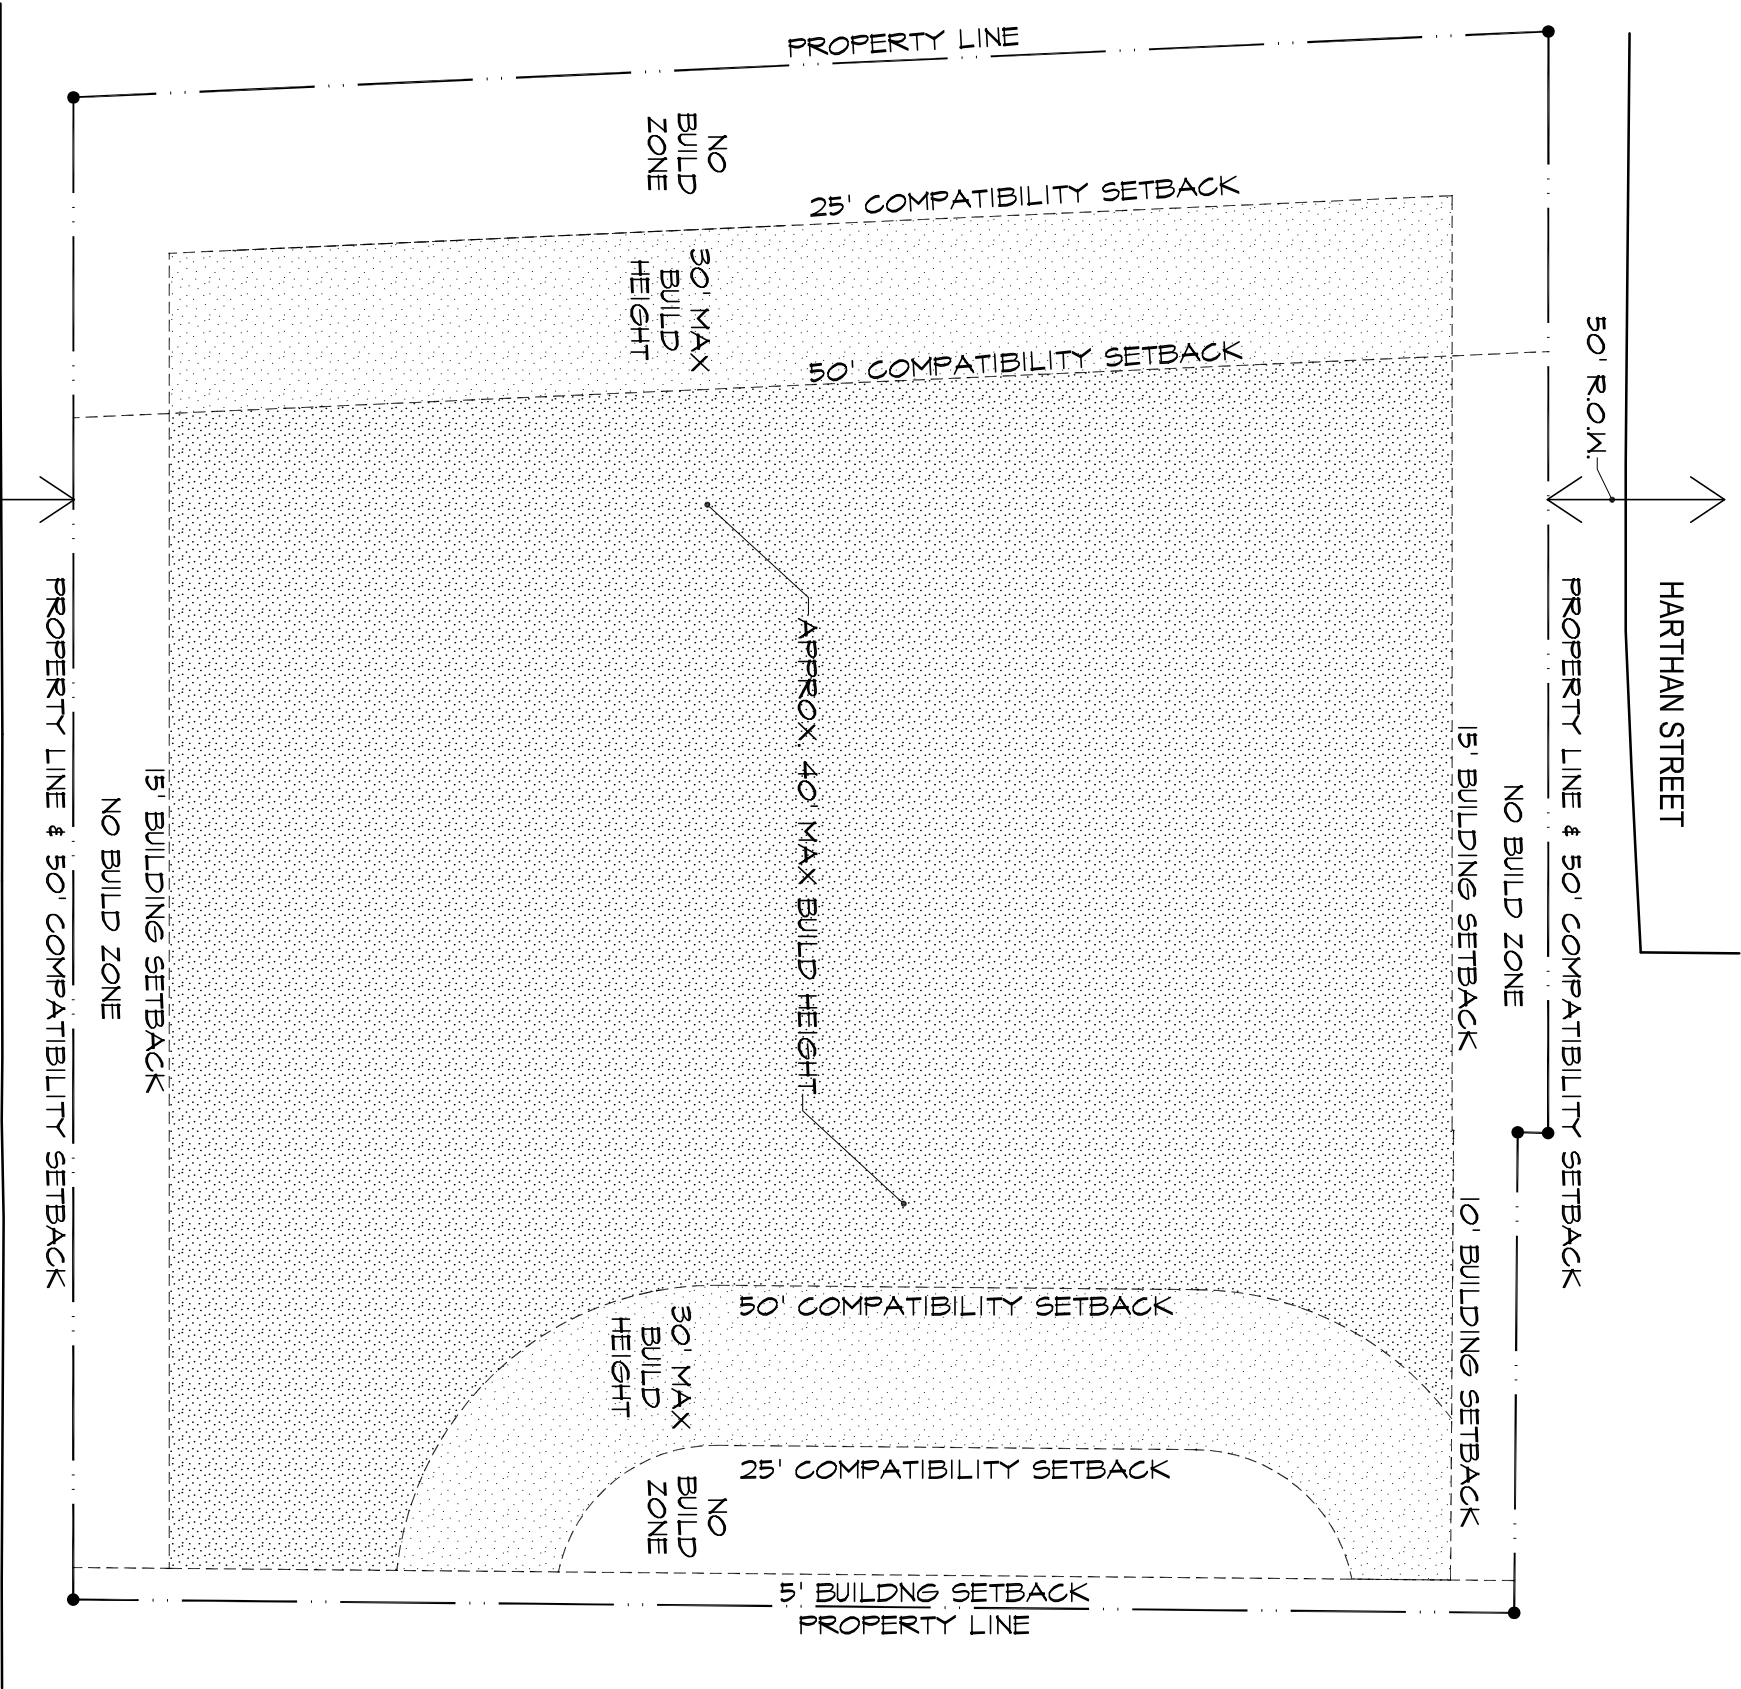 PROPERTY LINE
NO
BUILD
ZONE
25' COMPATIBILITY SETBACK
30' MAX
BUILD
HEIGHT
50' COMPATIBILITY SETBACK
50' R.O.W.
HARTHAN STREET
PROPERTY LINE & 50' COMPATIBILITY SETBACK
NO BUILD ZONE
15' BUILDING SETBACK
APPROX. 40' MAX BUILD HEIGHT
15' BUILDING SETBACK
NO BUILD ZONE
PROPERTY LINE & 50' COMPATIBILITY SETBACK
10' BUILDING SETBACK
50' COMPATIBILITY SETBACK
30' MAX
BUILD
HEIGHT
25' COMPATIBILITY SETBACK
NO
BUILD
ZONE
5' BUILDNG SETBACK
PROPERTY LINE